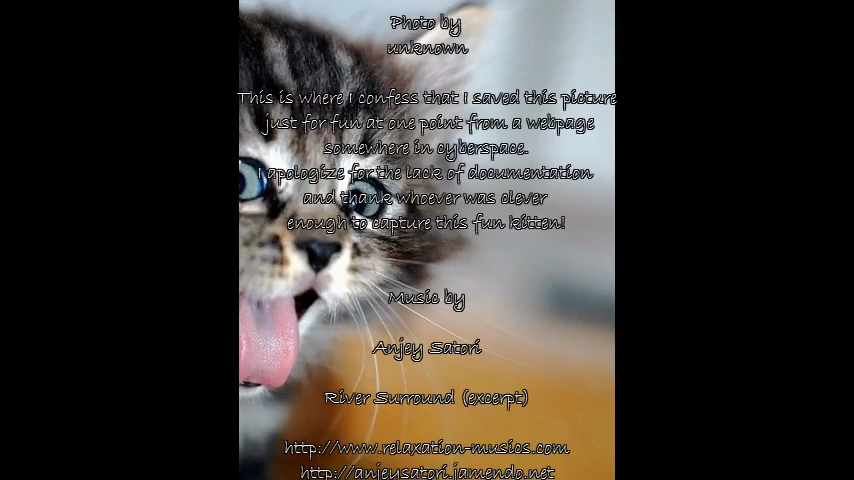 Photo by
unknown
This is where I confess that I saved this picture
just for fun at one point from a webpage
somewhere in cyberspace.
I apologize for the lack of documentation
and thank whoever was clever
enough to capture this fun kitten!
Music by
Anjey Satori
River Surround (excerpt)
http://www.relaxation-musics.com
http://anjeysatori.jamendo.net